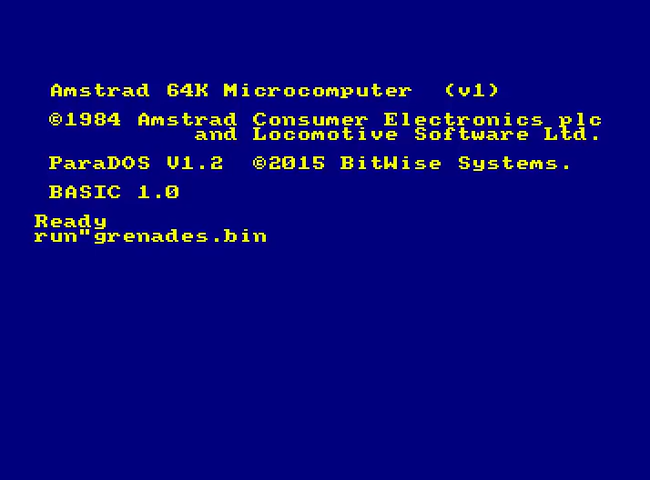 Amstrad 64K Microcomputer (v1)
©1984 Amstrad Consumer Electronics plc
and Locomotive Software Ltd.
ParaDOS V1.2 ©2015 BitWise Systems.
BASIC 1.0
Ready
run"grenades.bin